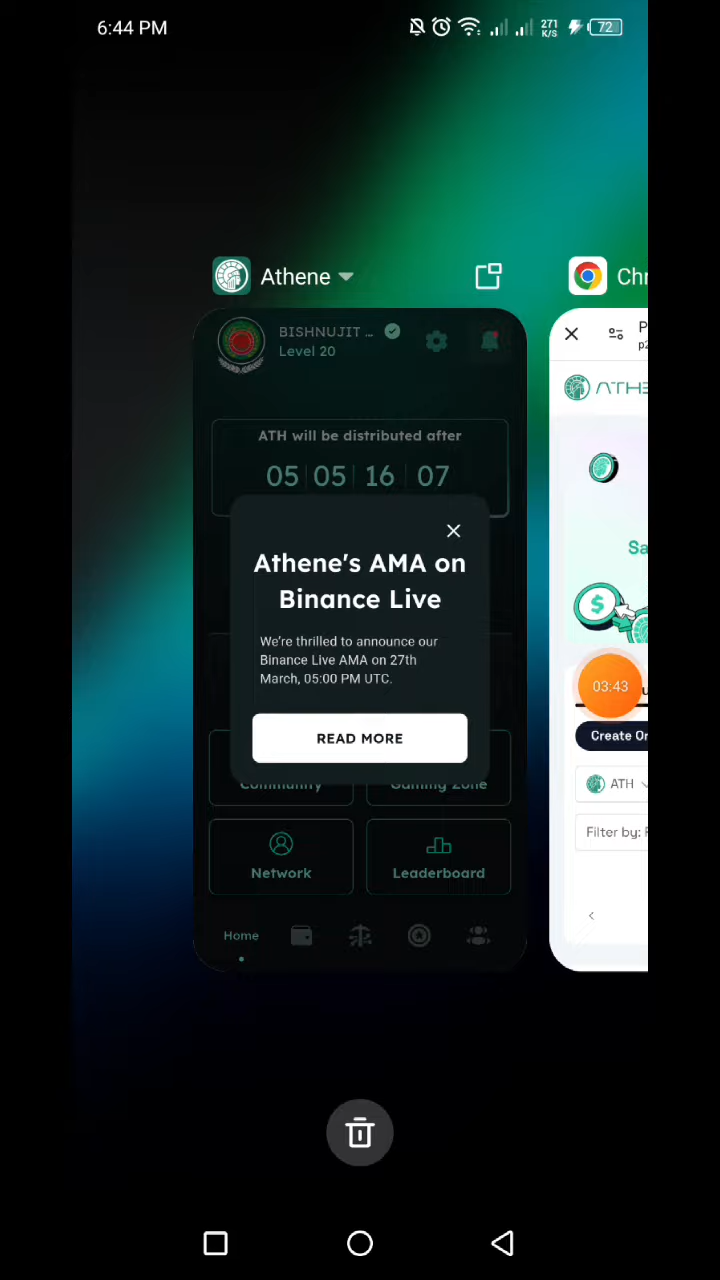 6:44 PM
271
K/S
72
Athene
Chr
BISHNUJIT ...
Level 20
ATH will be distributed after
05 05 16 07
Athene's AMA on
Binance Live
We're thrilled to announce our
Binance Live AMA on 27th
March, 05:00 PM UTC.
READ MORE
Community
Gaming Zone
Network
Leaderboard
Home
P
p2
ATHE
Sa
03:43
Create Or
ATH
Filter by: